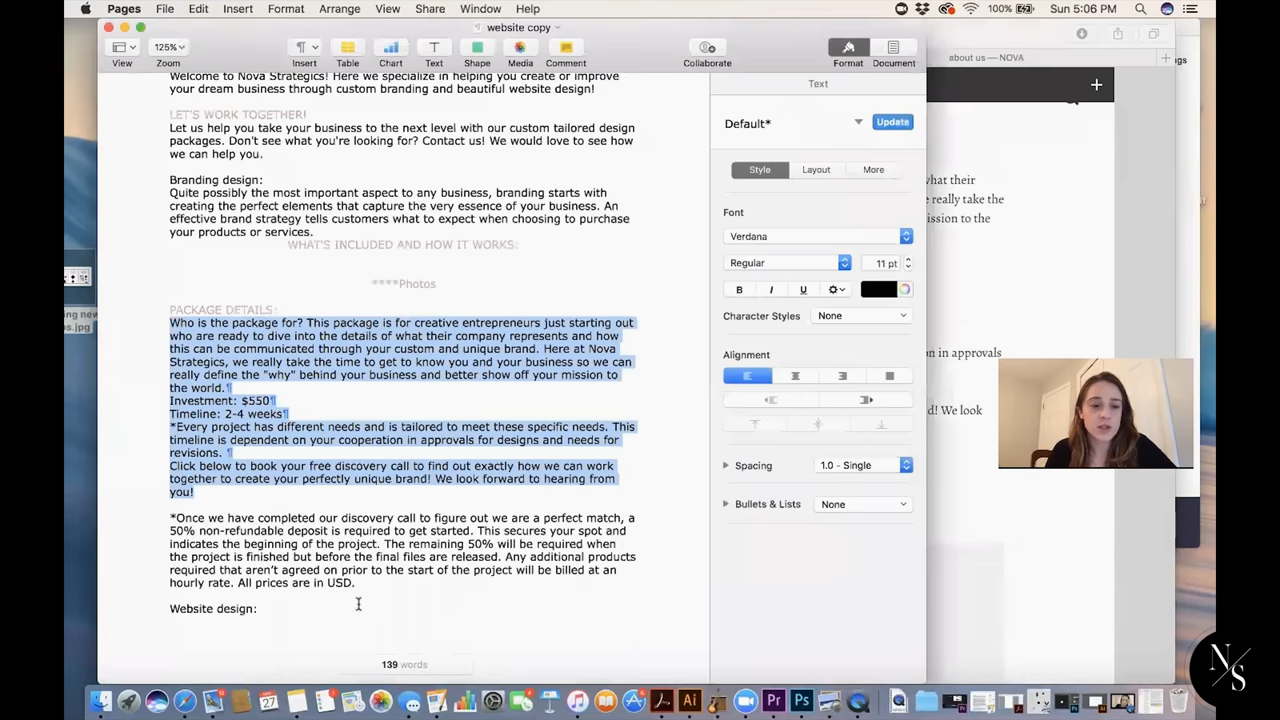 Pages File Edit Insert Format Arrange View Share Window Help
100% Sun 5:06 PM
website copy
125%
View Zoom Insert Table Chart Text Shape Media Comment Collaborate Format Document
about us — NOVA
Welcome to Nova Strategics! Here we specialize in helping you create or improve
your dream business through custom branding and beautiful website design!
LET'S WORK TOGETHER!
Let us help you take your business to the next level with our custom tailored design
packages. Don't see what you're looking for? Contact us! We would love to see how
we can help you.
Branding design:
Quite possibly the most important aspect to any business, branding starts with
creating the perfect elements that capture the very essence of your business. An
effective brand strategy tells customers what to expect when choosing to purchase
your products or services.
WHAT'S INCLUDED AND HOW IT WORKS:
****Photos
PACKAGE DETAILS:
Who is the package for? This package is for creative entrepreneurs just starting out
who are ready to dive into the details of what their company represents and how
this can be communicated through your custom and unique brand. Here at Nova
Strategics, we really take the time to get to know you and your business so we can
really define the "why" behind your business and better show off your mission to
the world.
Investment: $550
Timeline: 2-4 weeks
*Every project has different needs and is tailored to meet these specific needs. This
timeline is dependent on your cooperation in approvals for designs and needs for
revisions.
Click below to book your free discovery call to find out exactly how we can work
together to create your perfectly unique brand! We look forward to hearing from
you!
*Once we have completed our discovery call to figure out we are a perfect match, a
50% non-refundable deposit is required to get started. This secures your spot and
indicates the beginning of the project. The remaining 50% will be required when
the project is finished but before the final files are released. Any additional products
required that aren't agreed on prior to the start of the project will be billed at an
hourly rate. All prices are in USD.
Website design:
139 words
Text
Default* Update
Style Layout More
Font
Verdana
Regular 11 pt
B I U
Character Styles None
Alignment
Spacing 1.0 - Single
Bullets & Lists None
what their
e really take the
ission to the
on in approvals
d! We look
N/S